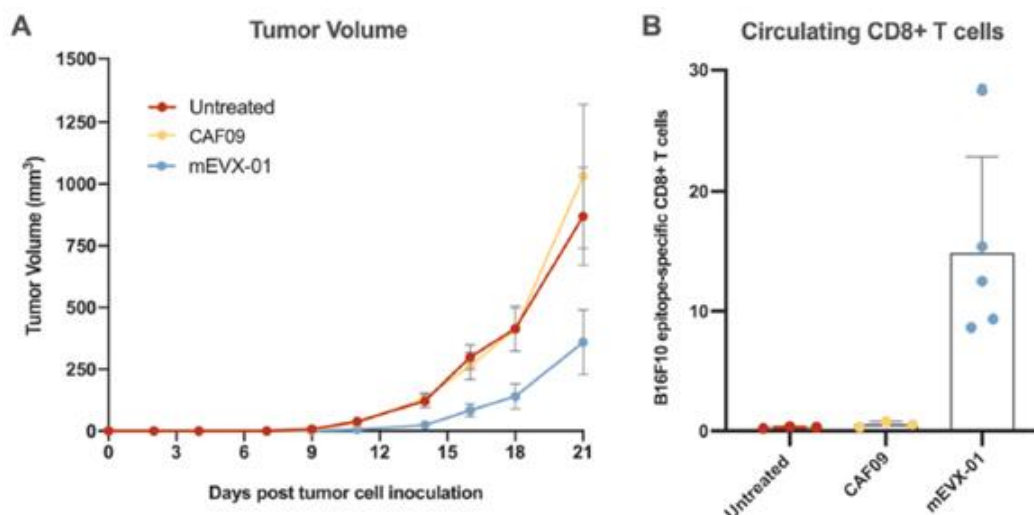 A
Tumor Volume
Tumor Volume (mm³)
1500
1250
1000
750
500
250
0
Untreated
CAF09
mEVX-01
0 3 6 9 12 15 18 21
Days post tumor cell inoculation
B
Circulating CD8+ T cells
B16F10 epitope-specific CD8+ T cells
30
20
10
0
Untreated
CAF09
mEVX-01